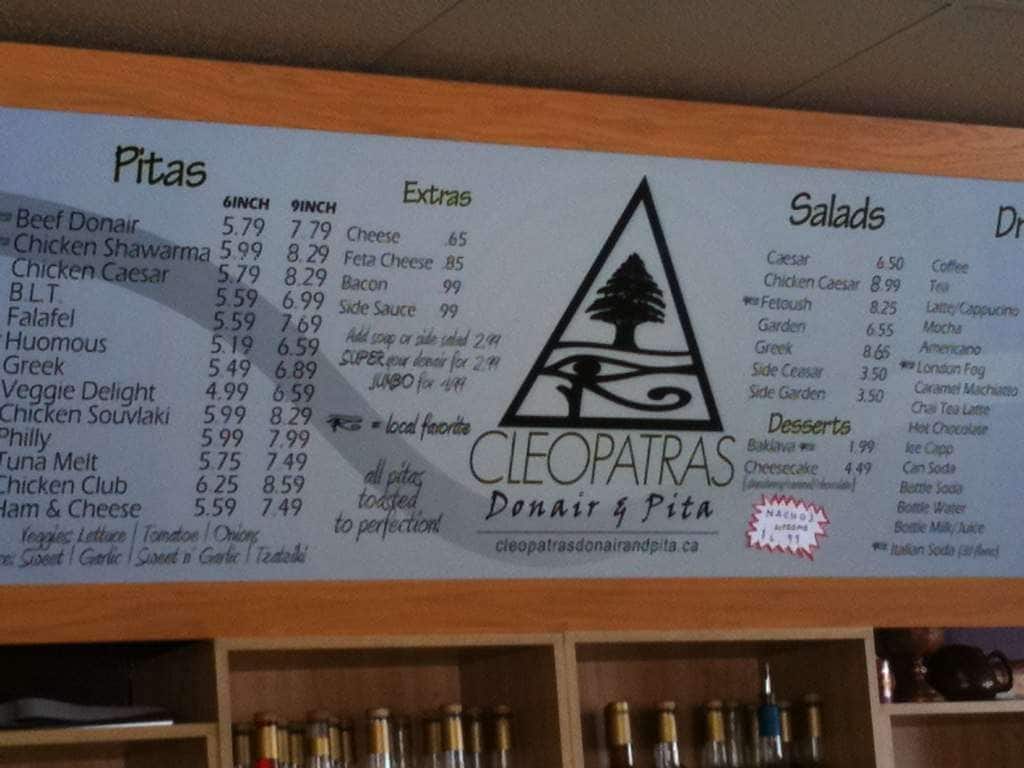 Pitas
6INCH 9INCH
Beef Donair 5.79 7.79
Chicken Shawarma 5.99 8.29
Chicken Caesar 5.79 8.29
B.L.T. 5.59 6.99
Falafel 5.59 7.69
Huomous 5.19 6.59
Greek 5.49 6.89
Veggie Delight 4.99 6.59
Chicken Souvlaki 5.99 8.29
Philly 5.99 7.99
Tuna Melt 5.75 7.49
Chicken Club 6.25 8.59
Ham & Cheese 5.59 7.49
Veggies: Lettuce | Tomatoe | Onions
Sweet | Garlic | Sweet n' Garlic | Tzatziki
Extras
Cheese .65
Feta Cheese .85
Bacon .99
Side Sauce .99
Add soup or side salad 2.99
SUPER your donair for 2.99
JUMBO for 4.99
= local favorite
all pitas
toasted
to perfection!
CLEOPATRAS
Donair & Pita
cleopatrasdonairandpita.ca
Salads
Caesar 6.50
Chicken Caesar 8.99
Fetoush 8.25
Garden 6.55
Greek 8.65
Side Ceasar 3.50
Side Garden 3.50
Desserts
Baklava 1.99
Cheesecake 4.49
NACHOS
Dr
Coffee
Tea
Latte/Cappucino
Mocha
Americano
London Fog
Caramel Machiatto
Chai Tea Latte
Hot Chocolate
Ice Capp
Can Soda
Bottle Soda
Bottle Water
Bottle Milk/Juice
Italian Soda